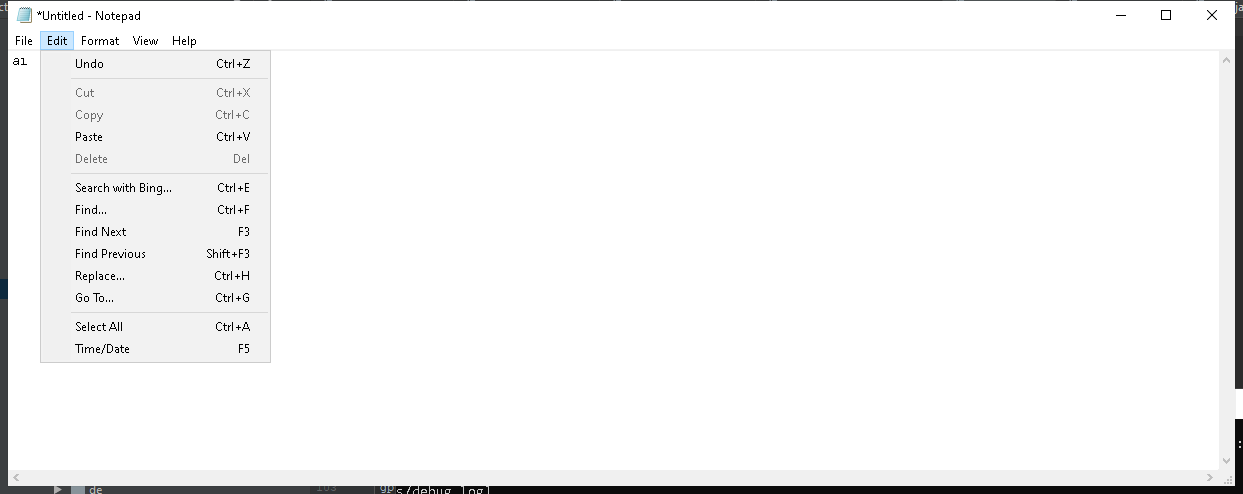 *Untitled - Notepad
File Edit Format View Help
Undo Ctrl+Z
Cut Ctrl+X
Copy Ctrl+C
Paste Ctrl+V
Delete Del
Search with Bing... Ctrl+E
Find... Ctrl+F
Find Next F3
Find Previous Shift+F3
Replace... Ctrl+H
Go To... Ctrl+G
Select All Ctrl+A
Time/Date F5
de
s/debug.log]